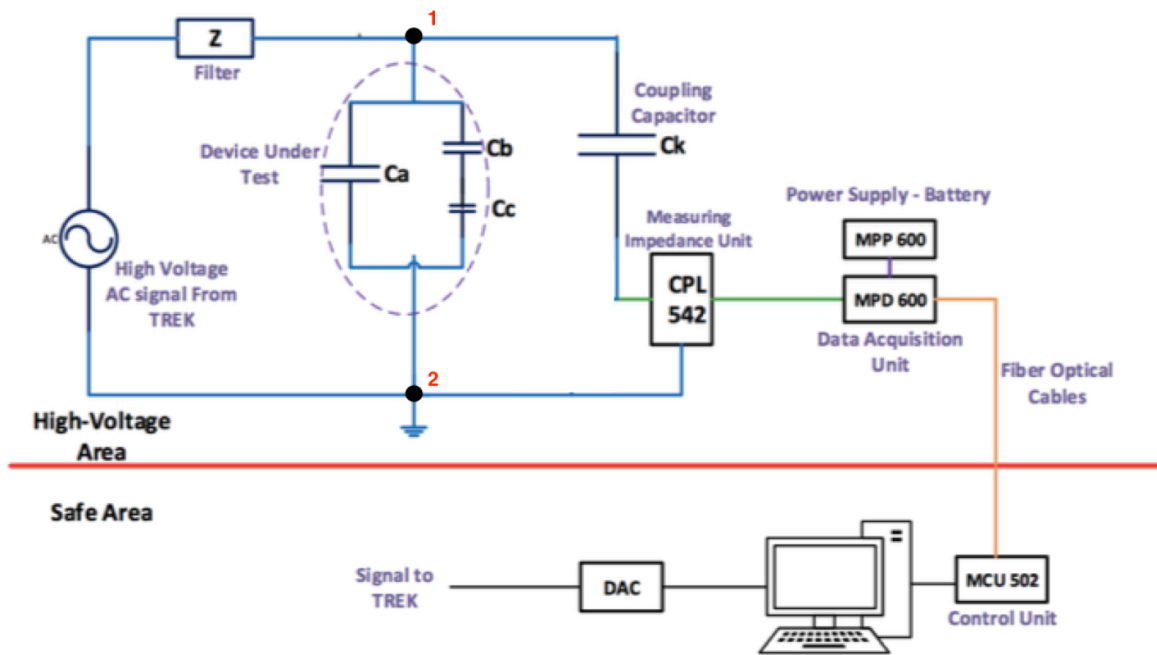 1
Z
Filter
Coupling
Capacitor
Device Under
Test
Ca
Cb
Cc
Ck
Power Supply - Battery
MPP 600
Measuring
Impedance Unit
CPL
542
MPD 600
Data Acquisition
Unit
AC
High Voltage
AC signal From
TREK
2
Fiber Optical
Cables
High-Voltage
Area
Safe Area
Signal to
TREK
DAC
MCU 502
Control Unit